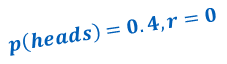 p(heads) = 0.4, r = 0